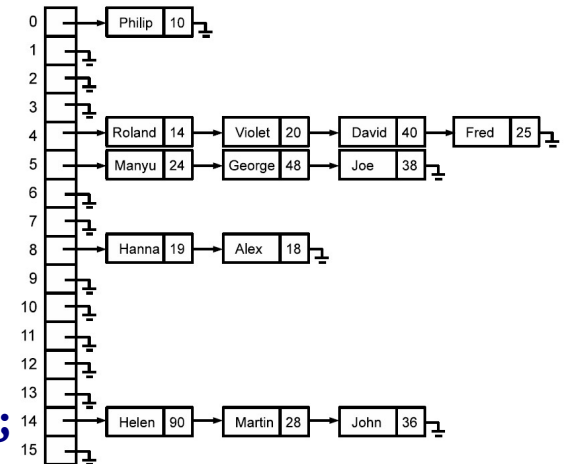 0 Philip 10
1
2
3
4 Roland 14 Violet 20 David 40 Fred 25
5 Manyu 24 George 48 Joe 38
6
7
8 Hanna 19 Alex 18
9
10
11
12
13
; 14 Helen 90 Martin 28 John 36
15